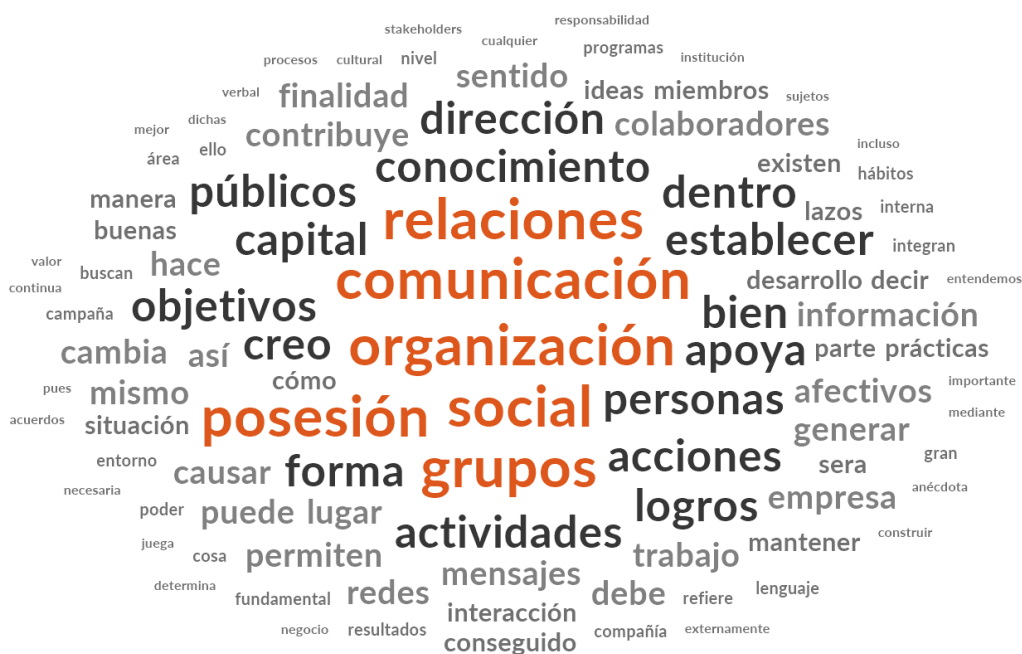 responsabilidad
stakeholders
cualquier
programas
procesos cultural nivel institución
sentido
verbal finalidad ideas miembros sujetos
dichas dirección colaboradores
mejor contribuye
área ello conocimiento existen incluso
hábitos
manera públicos dentro
relaciones lazos interna
buenas capital establecer integran
valor buscan hace
continua comunicación desarrollo decir entendemos
campaña objetivos bien información
cambia así creo organización apoya parte prácticas
cómo
pues mismo personas afectivos importante
acuerdos situación posesión social mediante
generar
entorno causar forma grupos acciones sera gran
necesaria anécdota
poder puede lugar logros empresa
juega actividades mantener construir
cosa permiten trabajo
determina mensajes
fundamental redes debe refiere lenguaje
interacción
negocio resultados compañía externamente
conseguido